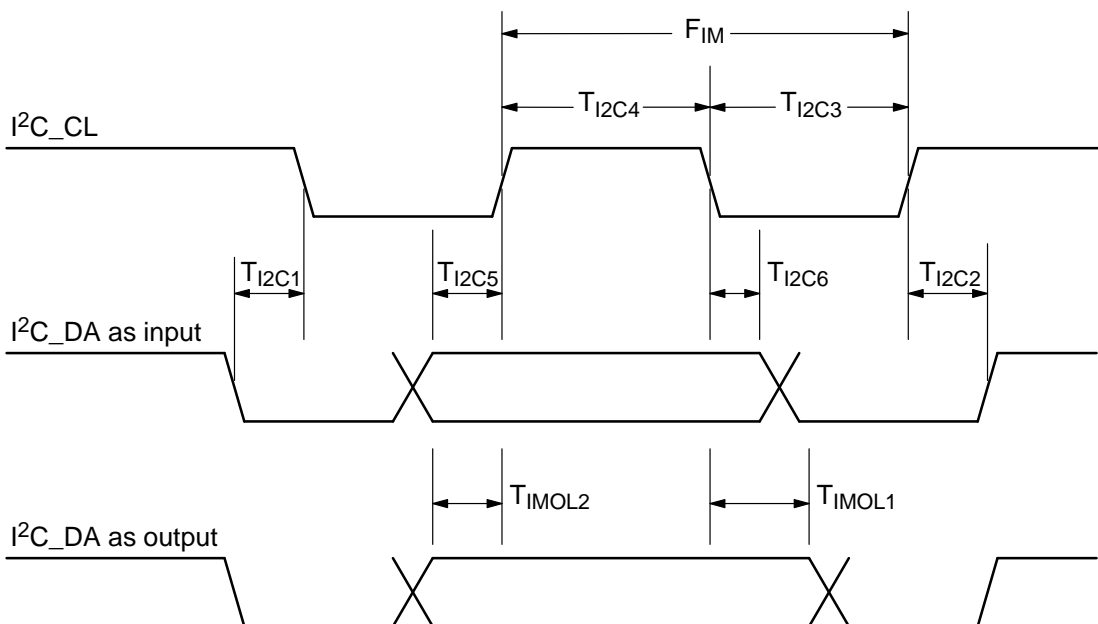 F_IM
T_I2C4 T_I2C3
I²C_CL
T_I2C1 T_I2C5 T_I2C6 T_I2C2
I²C_DA as input
T_IMOL2 T_IMOL1
I²C_DA as output